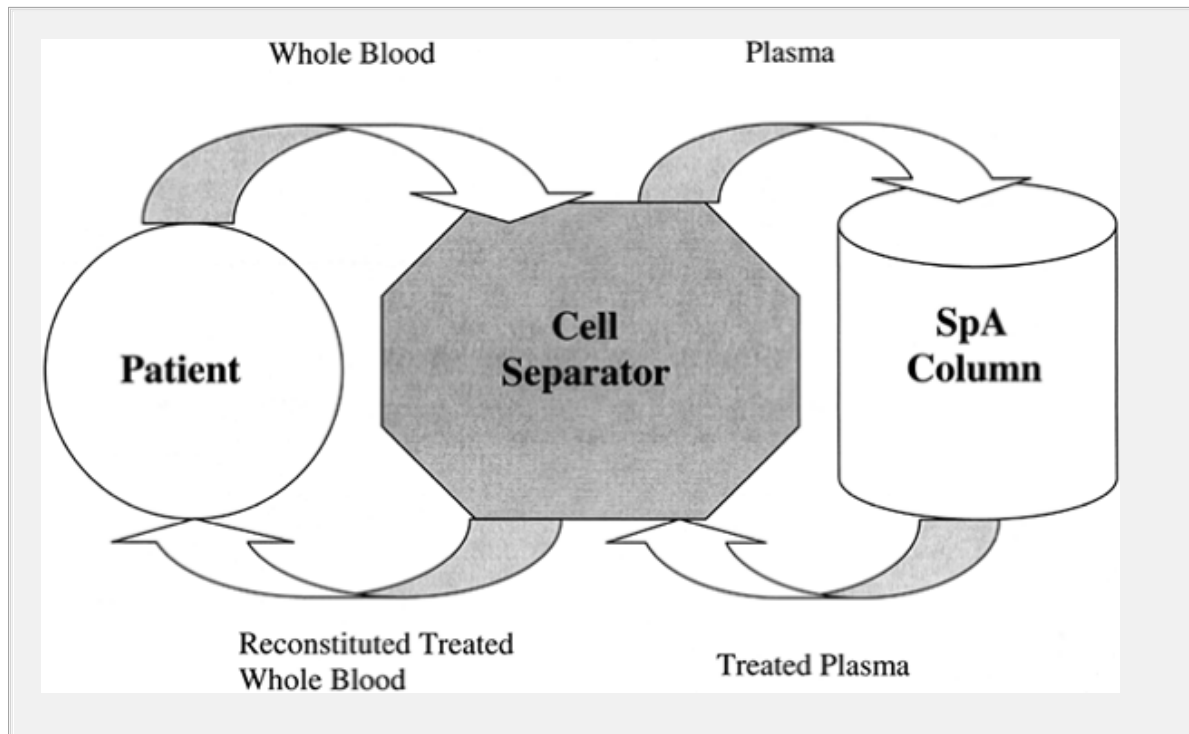 Whole Blood
Plasma
Patient
Cell
Separator
SpA
Column
Reconstituted Treated
Whole Blood
Treated Plasma